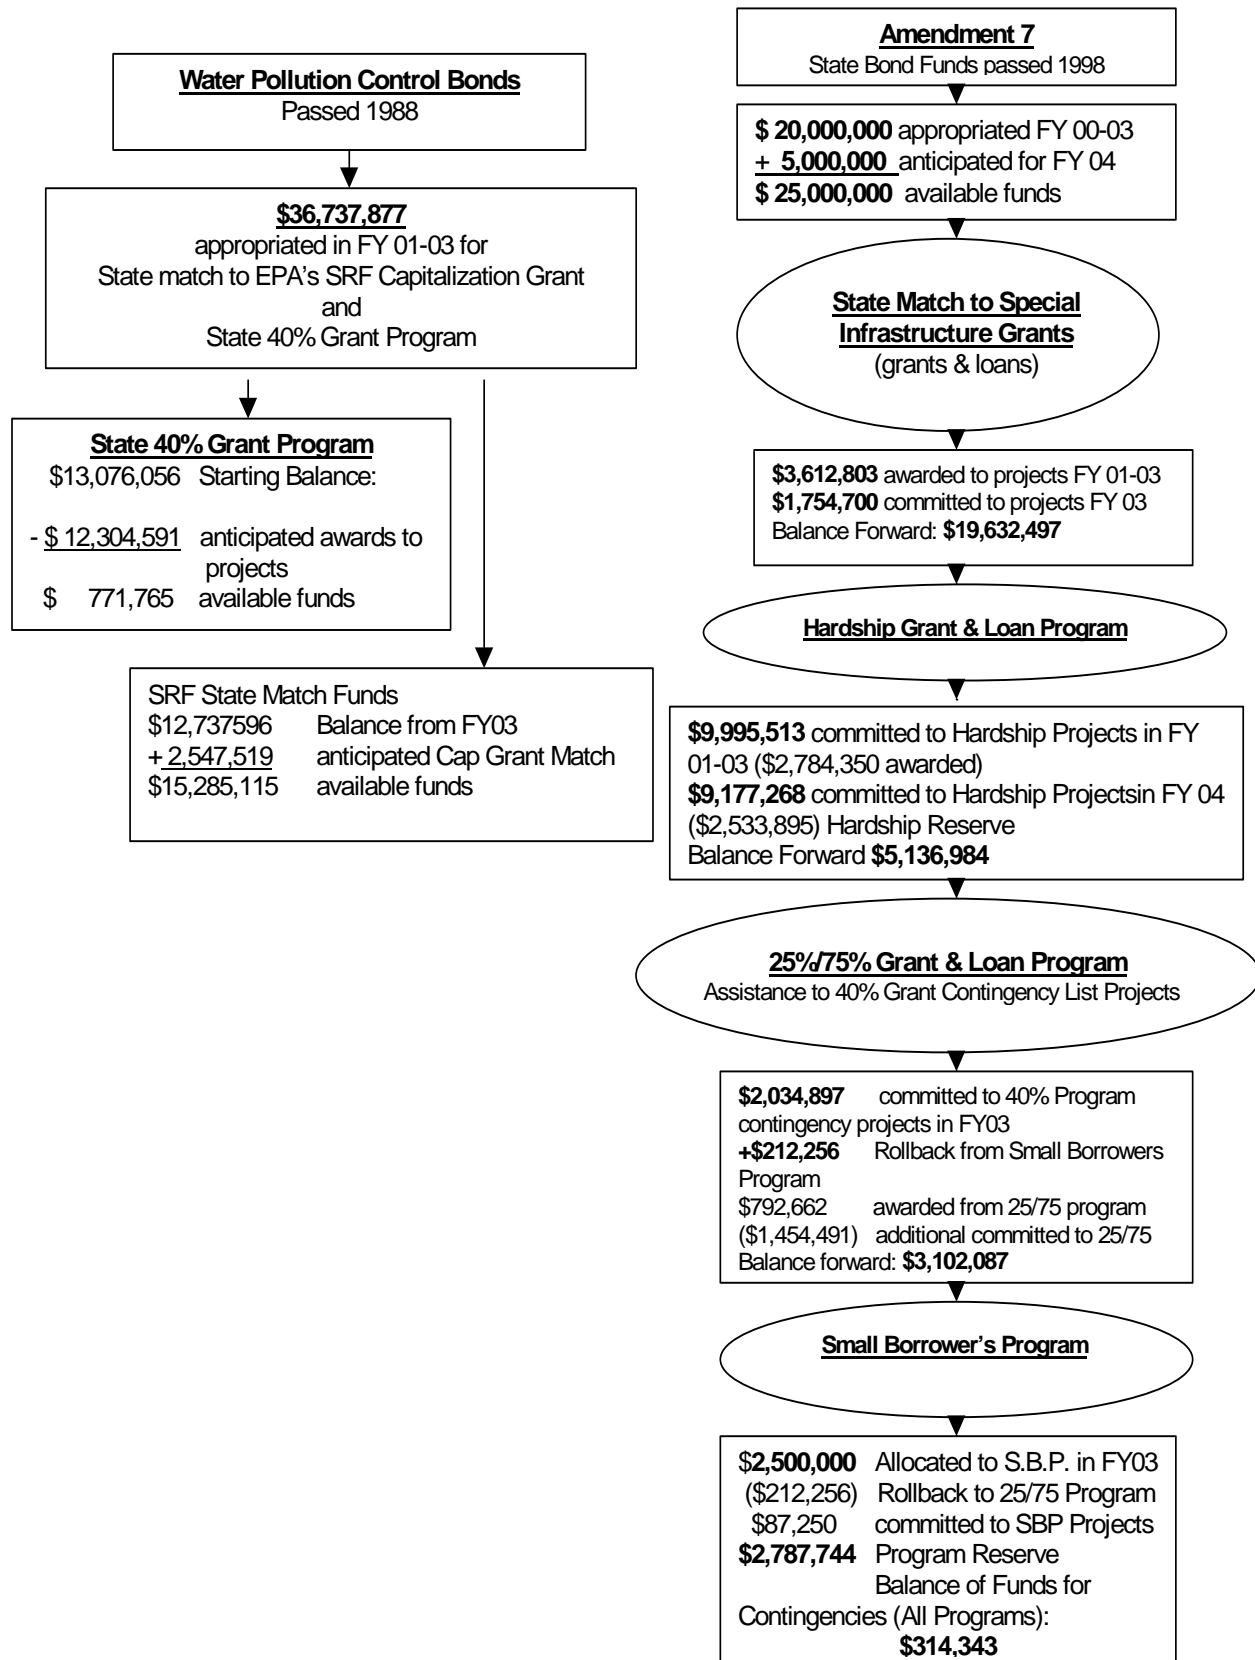 Water Pollution Control Bonds
Passed 1988
$36,737,877
appropriated in FY 01-03 for
State match to EPA's SRF Capitalization Grant
and
State 40% Grant Program
State 40% Grant Program
$13,076,056 Starting Balance:
- $ 12,304,591 anticipated awards to
projects
$ 771,765 available funds
SRF State Match Funds
$12,737596 Balance from FY03
+ 2,547,519 anticipated Cap Grant Match
$15,285,115 available funds
Amendment 7
State Bond Funds passed 1998
$ 20,000,000 appropriated FY 00-03
+ 5,000,000 anticipated for FY 04
$ 25,000,000 available funds
State Match to Special
Infrastructure Grants
(grants & loans)
$3,612,803 awarded to projects FY 01-03
$1,754,700 committed to projects FY 03
Balance Forward: $19,632,497
Hardship Grant & Loan Program
$9,995,513 committed to Hardship Projects in FY
01-03 ($2,784,350 awarded)
$9,177,268 committed to Hardship Projectsin FY 04
($2,533,895) Hardship Reserve
Balance Forward $5,136,984
25%/75% Grant & Loan Program
Assistance to 40% Grant Contingency List Projects
$2,034,897 committed to 40% Program
contingency projects in FY03
+$212,256 Rollback from Small Borrowers
Program
$792,662 awarded from 25/75 program
($1,454,491) additional committed to 25/75
Balance forward: $3,102,087
Small Borrower's Program
$2,500,000 Allocated to S.B.P. in FY03
($212,256) Rollback to 25/75 Program
$87,250 committed to SBP Projects
$2,787,744 Program Reserve
Balance of Funds for
Contingencies (All Programs):
$314,343